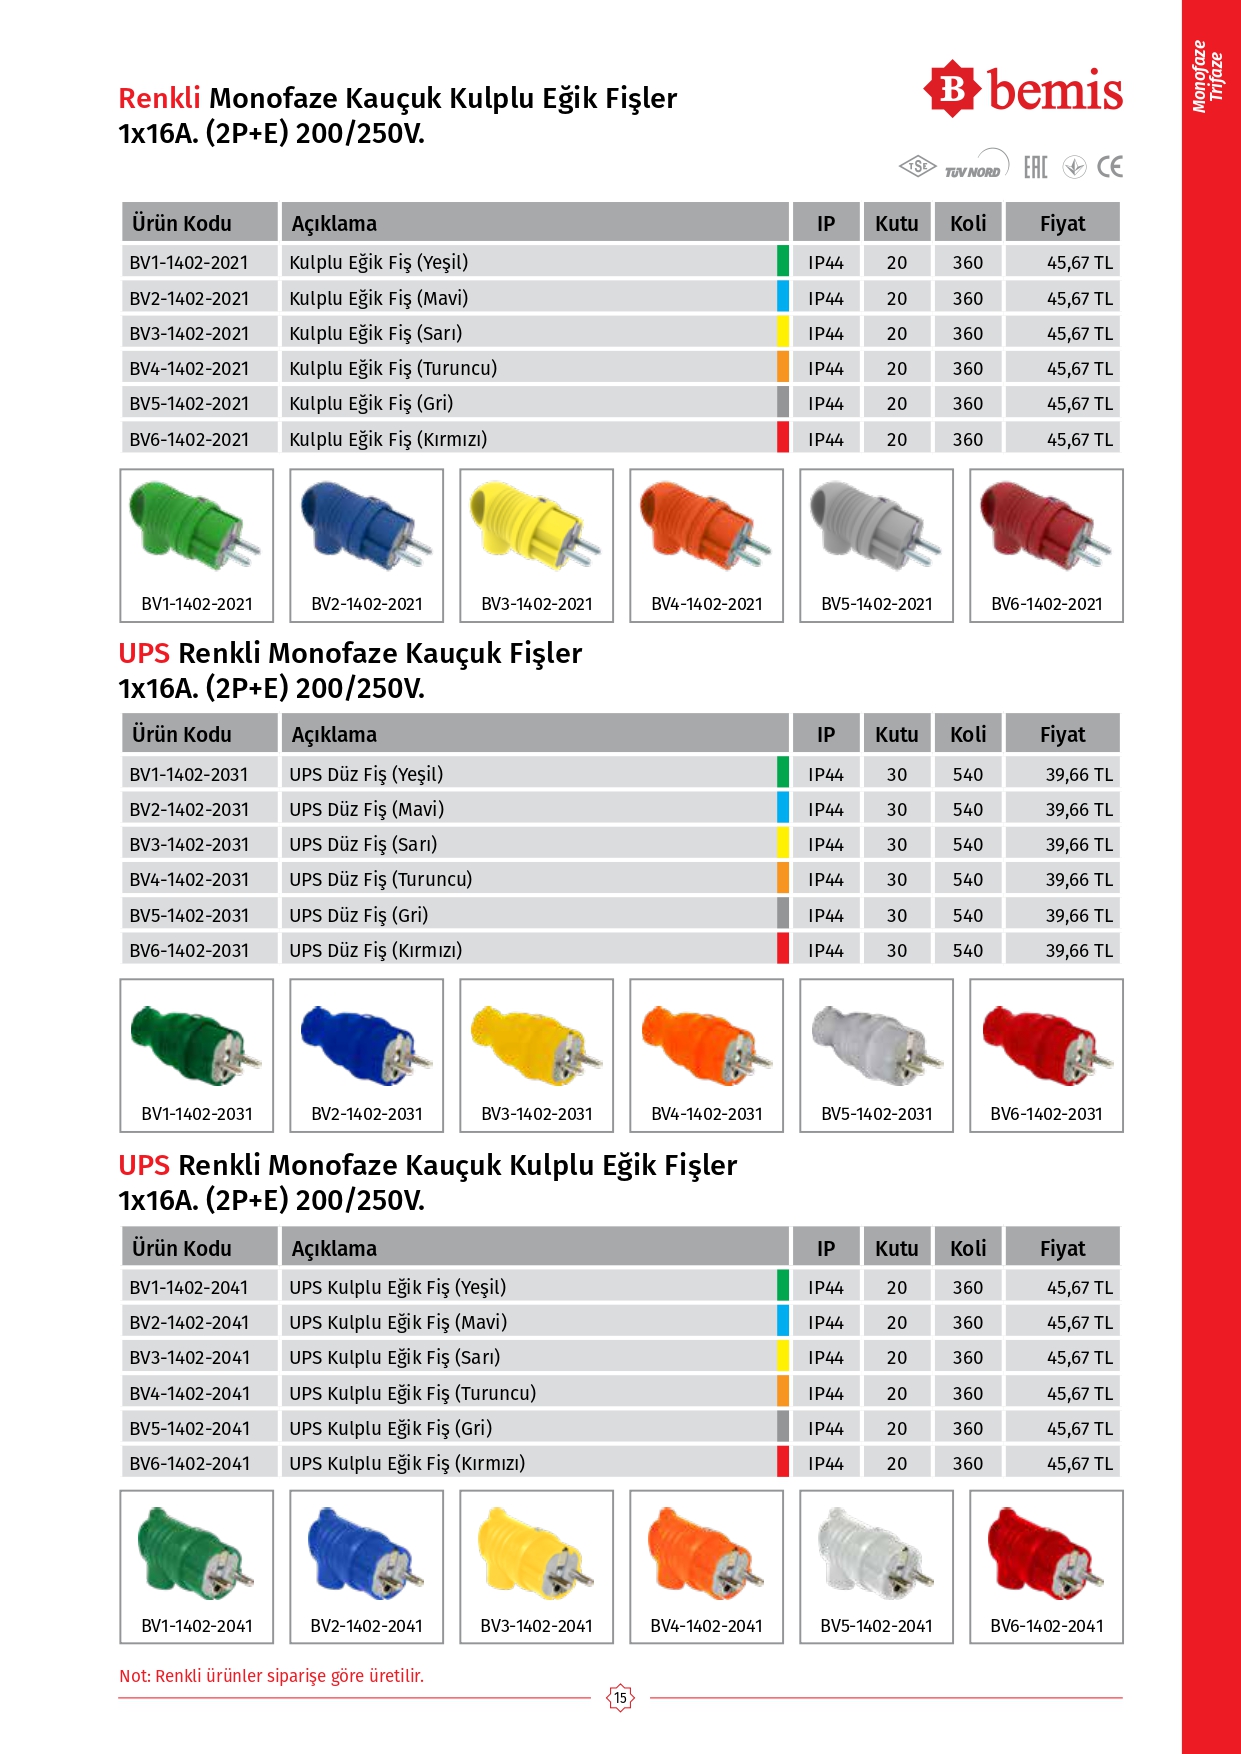 Monofaze
Trifaze
Renkli Monofaze Kauçuk Kulplu Eğik Fişler
1x16A. (2P+E) 200/250V.
B bemis
TSE TÜV NORD EAC CE
Ürün Kodu Açıklama IP Kutu Koli Fiyat
BV1-1402-2021 Kulplu Eğik Fiş (Yeşil) IP44 20 360 45,67 TL
BV2-1402-2021 Kulplu Eğik Fiş (Mavi) IP44 20 360 45,67 TL
BV3-1402-2021 Kulplu Eğik Fiş (Sarı) IP44 20 360 45,67 TL
BV4-1402-2021 Kulplu Eğik Fiş (Turuncu) IP44 20 360 45,67 TL
BV5-1402-2021 Kulplu Eğik Fiş (Gri) IP44 20 360 45,67 TL
BV6-1402-2021 Kulplu Eğik Fiş (Kırmızı) IP44 20 360 45,67 TL
BV1-1402-2021 BV2-1402-2021 BV3-1402-2021 BV4-1402-2021 BV5-1402-2021 BV6-1402-2021
UPS Renkli Monofaze Kauçuk Fişler
1x16A. (2P+E) 200/250V.
Ürün Kodu Açıklama IP Kutu Koli Fiyat
BV1-1402-2031 UPS Düz Fiş (Yeşil) IP44 30 540 39,66 TL
BV2-1402-2031 UPS Düz Fiş (Mavi) IP44 30 540 39,66 TL
BV3-1402-2031 UPS Düz Fiş (Sarı) IP44 30 540 39,66 TL
BV4-1402-2031 UPS Düz Fiş (Turuncu) IP44 30 540 39,66 TL
BV5-1402-2031 UPS Düz Fiş (Gri) IP44 30 540 39,66 TL
BV6-1402-2031 UPS Düz Fiş (Kırmızı) IP44 30 540 39,66 TL
BV1-1402-2031 BV2-1402-2031 BV3-1402-2031 BV4-1402-2031 BV5-1402-2031 BV6-1402-2031
UPS Renkli Monofaze Kauçuk Kulplu Eğik Fişler
1x16A. (2P+E) 200/250V.
Ürün Kodu Açıklama IP Kutu Koli Fiyat
BV1-1402-2041 UPS Kulplu Eğik Fiş (Yeşil) IP44 20 360 45,67 TL
BV2-1402-2041 UPS Kulplu Eğik Fiş (Mavi) IP44 20 360 45,67 TL
BV3-1402-2041 UPS Kulplu Eğik Fiş (Sarı) IP44 20 360 45,67 TL
BV4-1402-2041 UPS Kulplu Eğik Fiş (Turuncu) IP44 20 360 45,67 TL
BV5-1402-2041 UPS Kulplu Eğik Fiş (Gri) IP44 20 360 45,67 TL
BV6-1402-2041 UPS Kulplu Eğik Fiş (Kırmızı) IP44 20 360 45,67 TL
BV1-1402-2041 BV2-1402-2041 BV3-1402-2041 BV4-1402-2041 BV5-1402-2041 BV6-1402-2041
Not: Renkli ürünler siparişe göre üretilir.
15